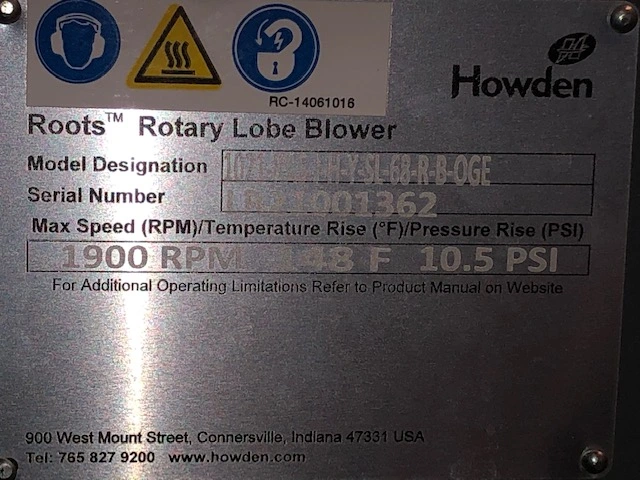 RC-14061016
Howden
Roots™ Rotary Lobe Blower
Model Designation
Serial Number
Max Speed (RPM)/Temperature Rise (°F)/Pressure Rise (PSI)
1900 RPM 148 F 10.5 PSI
For Additional Operating Limitations Refer to Product Manual on Website
900 West Mount Street, Connersville, Indiana 47331 USA
Tel: 765 827 9200 www.howden.com